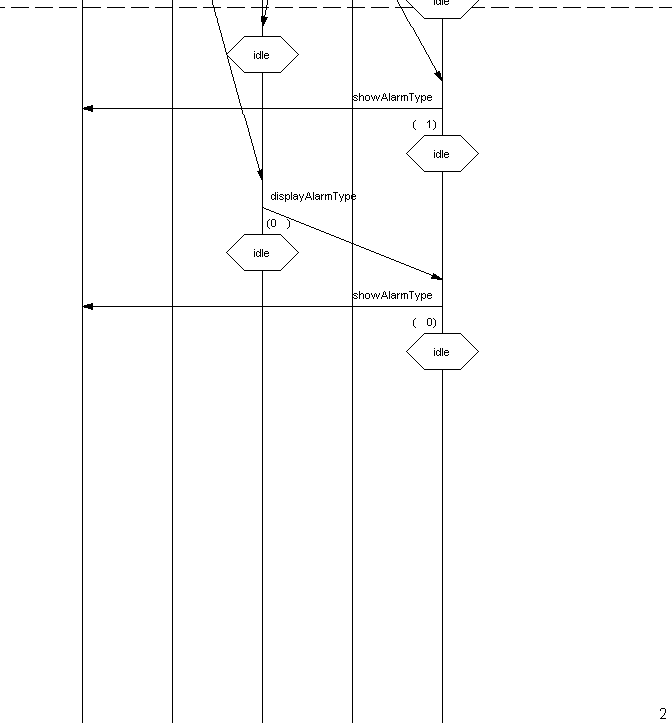 idle
idle
showAlarmType
( 1)
idle
displayAlarmType
(0 )
idle
showAlarmType
( 0)
idle
2